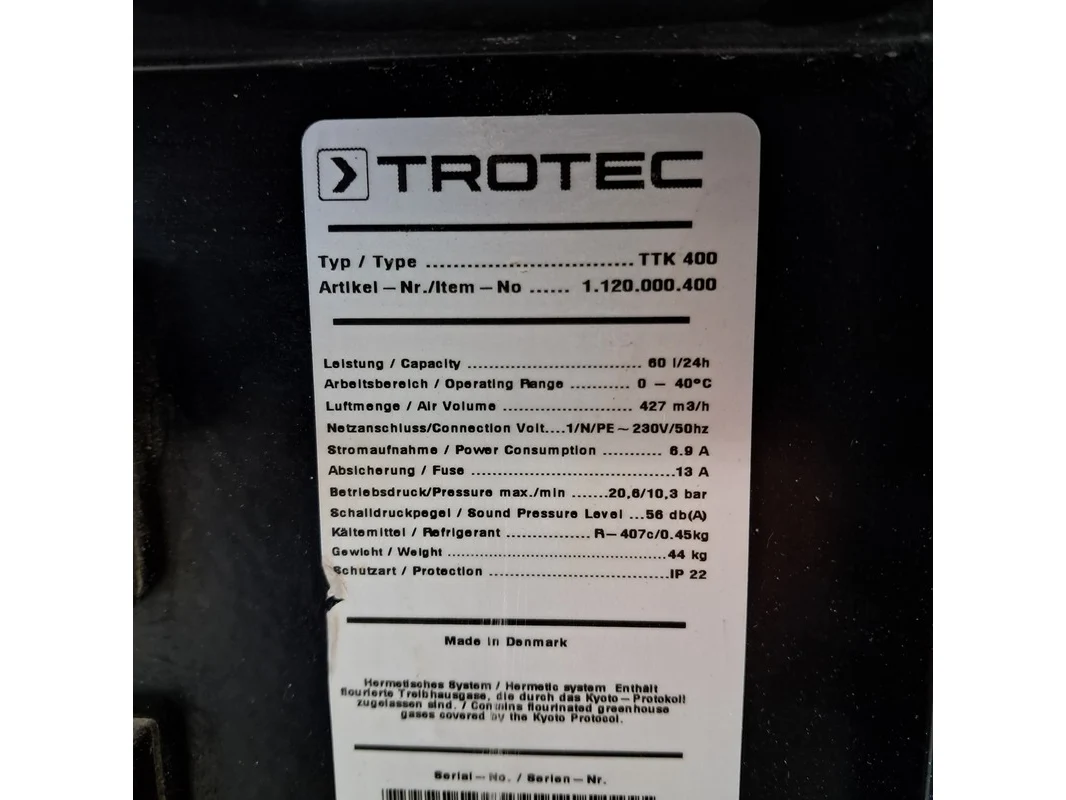 TROTEC
Typ / Type ................................ TTK 400
Artikel – Nr./Item – No ...... 1.120.000.400
Leistung / Capacity ................................ 60 l/24h
Arbeitsbereich / Operating Range ........... 0 – 40°C
Luftmenge / Air Volume ........................ 427 m3/h
Netzanschluss/Connection Volt....1/N/PE ~ 230V/50hz
Stromaufnahme / Power Consumption ........... 6.9 A
Absicherung / Fuse .....................................13 A
Betriebsdruck/Pressure max./min .......20,6/10,3 bar
Schalldruckpegel / Sound Pressure Level ...56 db(A)
Kältemittel / Refrigerant ................ R– 407c/0.45kg
Gewicht / Weight ..........................................44 kg
Schutzart / Protection ...................................IP 22
Made in Denmark
Hermetisches System / Hermetic system Enthält
flourierte Treibhausgase, die durch das Kyoto – Protokoll
zugelassen sind. / Contains flourinated greenhouse
gases covered by the Kyoto Protocol.
Serial – No. / Serien – Nr.